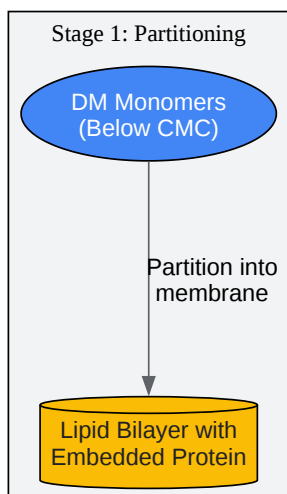 Stage 1: Partitioning
DM Monomers
(Below CMC)
Partition into
membrane
Lipid Bilayer with
Embedded Protein